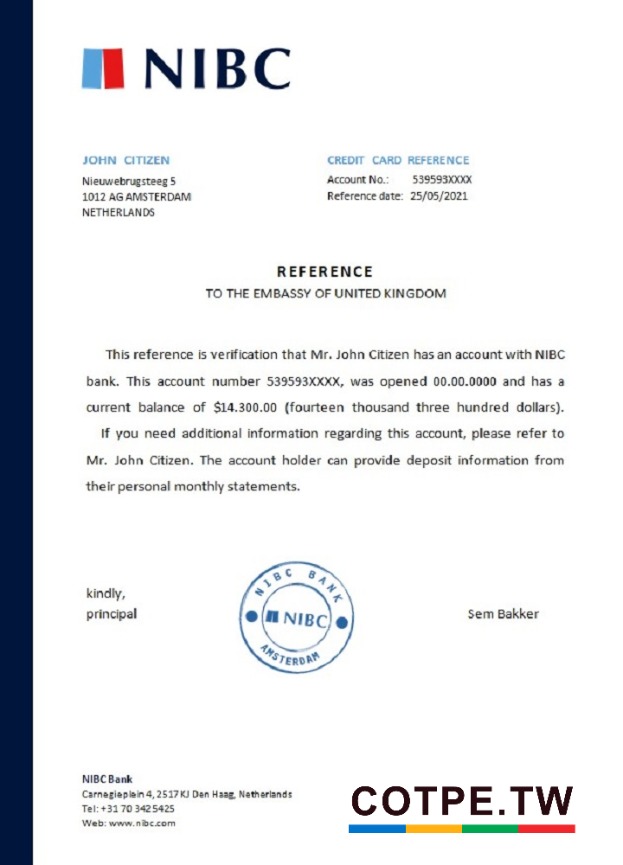 NIBC
JOHN CITIZEN
Nieuwebrugsteeg 5
1012 AG AMSTERDAM
NETHERLANDS
CREDIT CARD REFERENCE
Account No.: 539593XXXX
Reference date: 25/05/2021
REFERENCE
TO THE EMBASSY OF UNITED KINGDOM
This reference is verification that Mr. John Citizen has an account with NIBC
bank. This account number 539593XXXX, was opened 00.00.0000 and has a
current balance of $14.300.00 (fourteen thousand three hundred dollars).
If you need additional information regarding this account, please refer to
Mr. John Citizen. The account holder can provide deposit information from
their personal monthly statements.
kindly,
principal
NIBC BANK
NIBC
AMSTERDAM
Sem Bakker
NIBC Bank
Carnegieplein 4, 2517 KJ Den Haag, Netherlands
Tel: +31 70 342 5425
Web: www.nibc.com
COTPE.TW